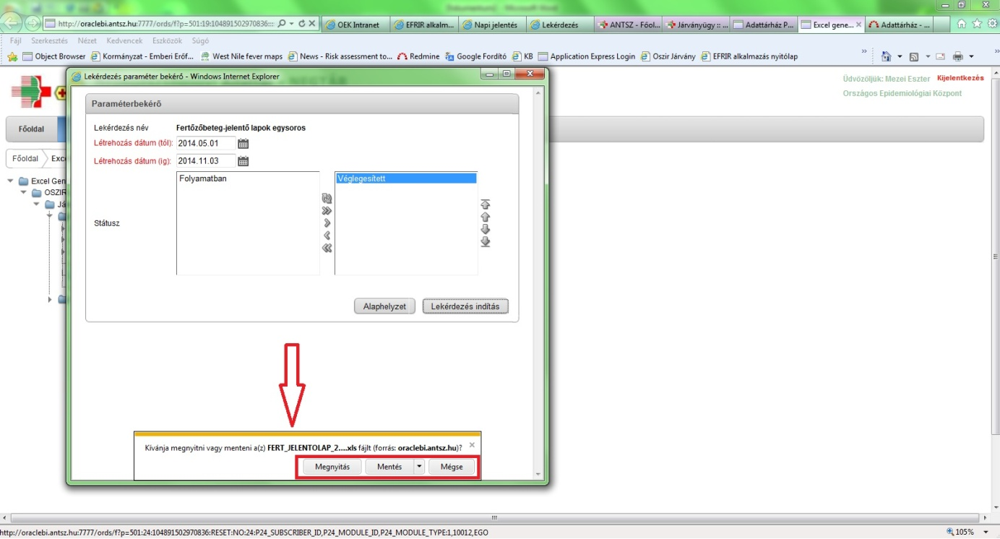 http://oraclebi.antsz.hu:7777/ords/f?p=501:19:104891502970836::: OEK Intranet EFRIR alkalm... Napi jelentés Lekérdezés ANTSZ - Főol... Járványügy :: ... Adattárház P... Excel gene... Adattárház - ...
Fájl Szerkesztés Nézet Kedvencek Eszközök Súgó
Object Browser Kormányzat - Emberi Eróf... West Nile fever maps News - Risk assessment to... Redmine Google Fordító KB Application Express Login Oszir Járvány EFRIR alkalmazás nyitólap
Lekérdezés paraméter bekérő - Windows Internet Explorer
Üdvözöljük: Mezei Eszter Kijelentkezés
Országos Epidemiológiai Központ
Paraméterbekérő
Főoldal
Lekérdezés név Fertőzőbeteg-jelentő lapok egysoros
Létrehozás dátum (tól): 2014.05.01
Létrehozás dátum (ig): 2014.11.03
Főoldal Exc
Folyamatban Véglegesített
Excel Gen
OSZIR
Já
Státusz
Alaphelyzet Lekérdezés indítás
Kívánja megnyitni vagy menteni a(z) FERT_JELENTOLAP_2....xls fájlt (forrás: oraclebi.antsz.hu)?
Megnyitás Mentés Mégse
http://oraclebi.antsz.hu:7777/ords/f?p=501:24:104891502970836:RESET:NO:24:P24_SUBSCRIBER_ID,P24_MODULE_ID,P24_MODULE_TYPE:1,10012,EGO 105%